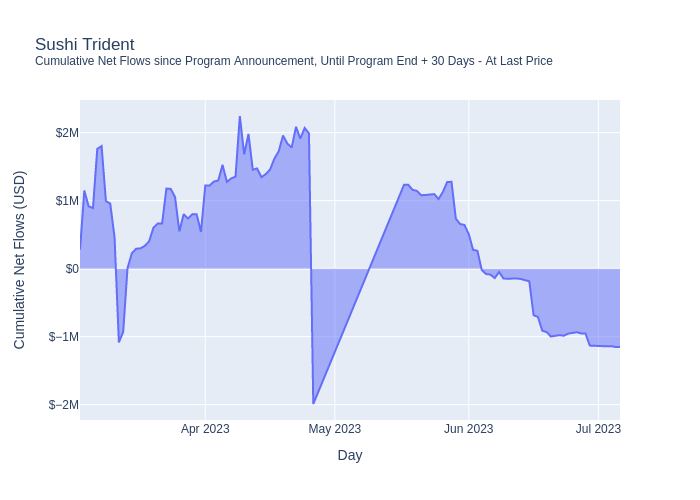 Sushi Trident
Cumulative Net Flows since Program Announcement, Until Program End + 30 Days - At Last Price
Cumulative Net Flows (USD)
$2M
$1M
$0
$−1M
$−2M
Apr 2023
May 2023
Jun 2023
Jul 2023
Day